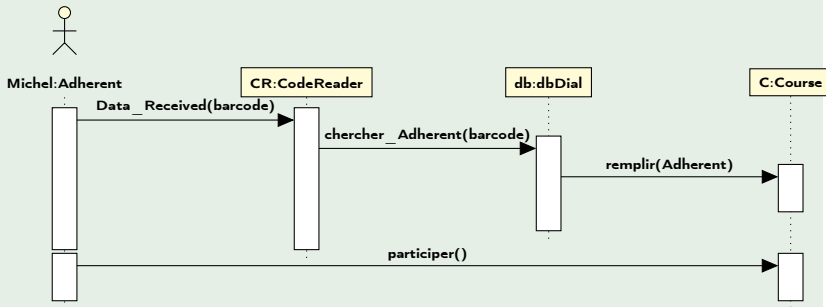 Michel:Adherent
CR:CodeReader
db:dbDial
C:Course
Data_Received(barcode)
chercher_Adherent(barcode)
remplir(Adherent)
participer()